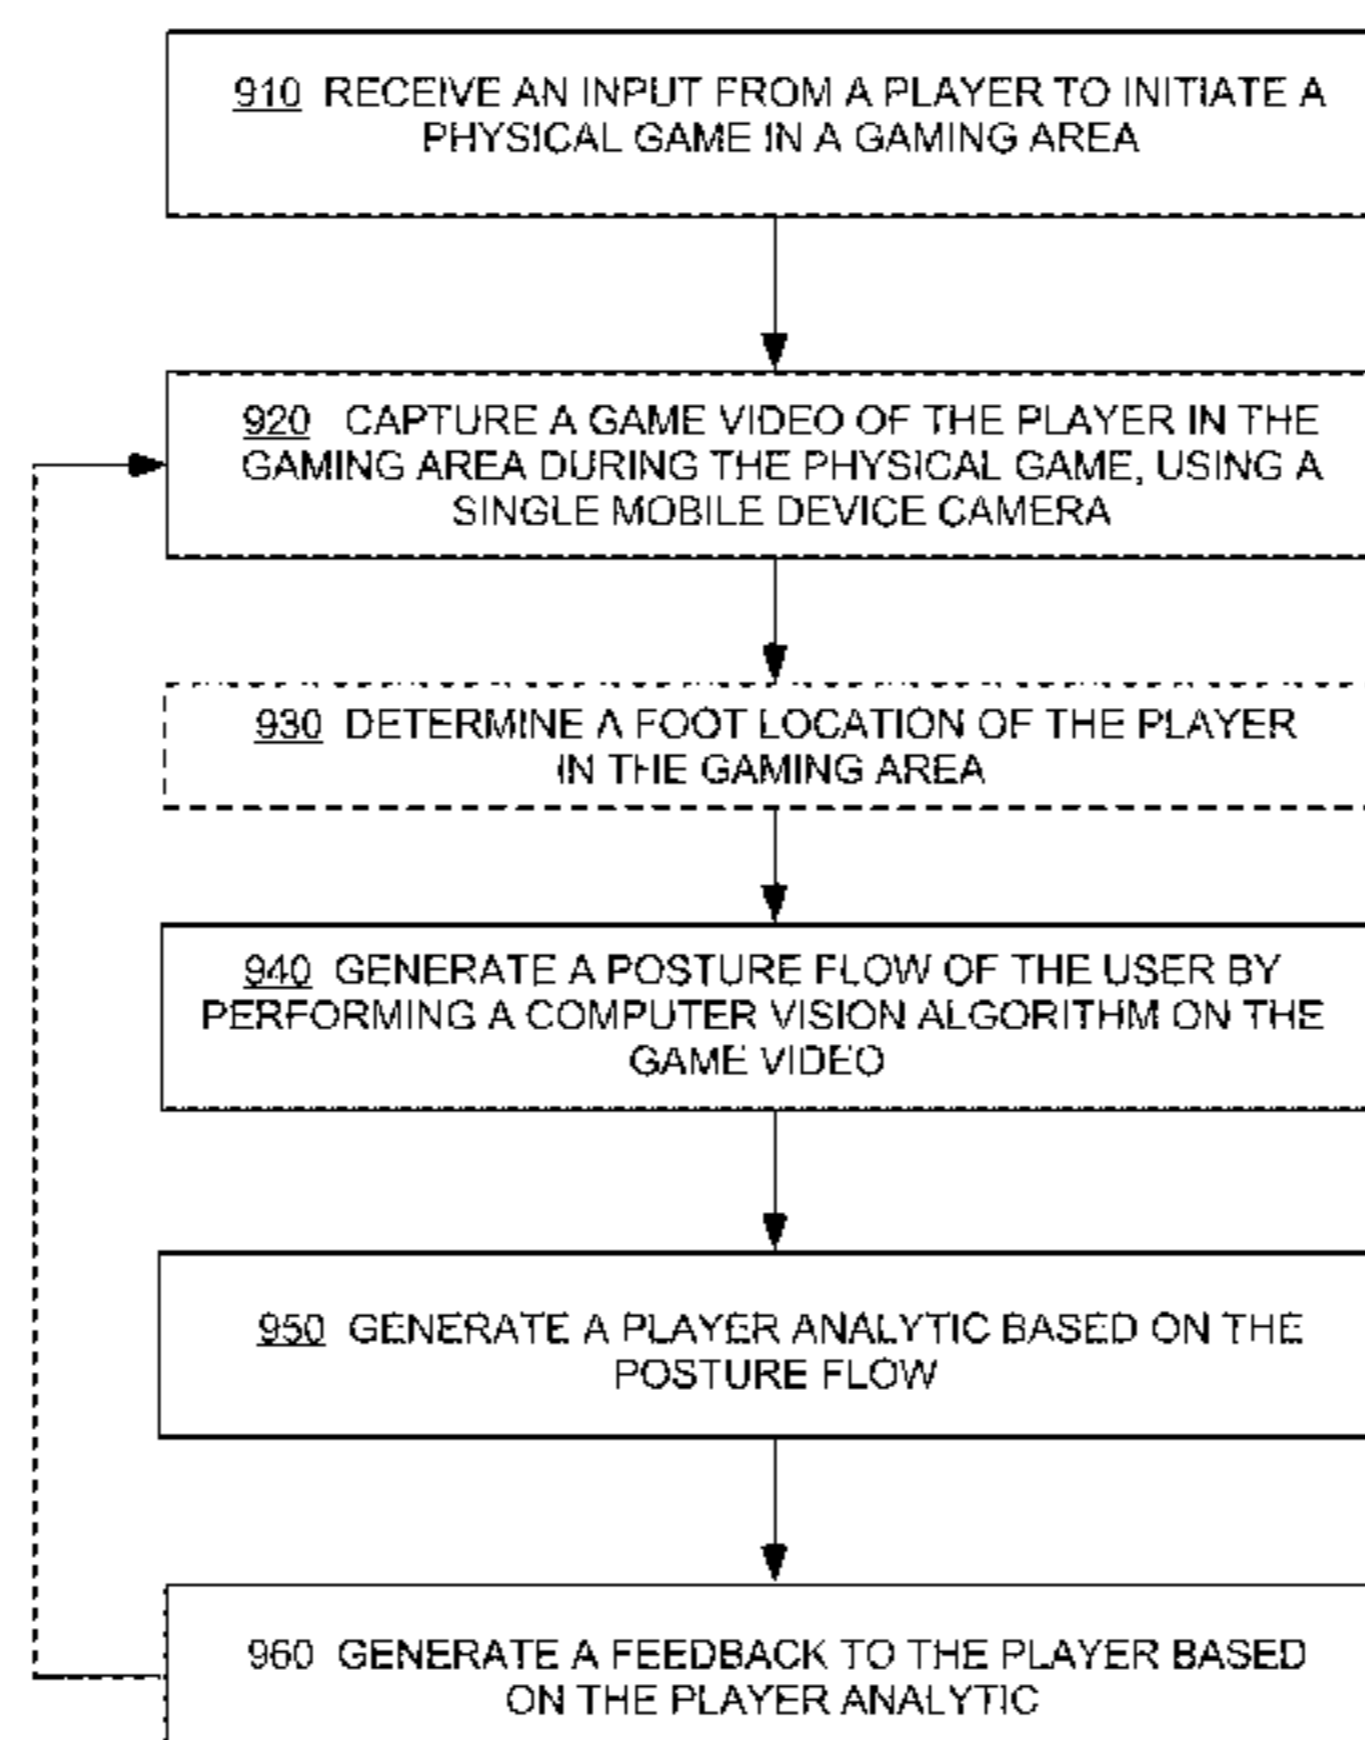 910 RECEIVE AN INPUT FROM A PLAYER TO INITIATE A
PHYSICAL GAME IN A GAMING AREA
920 CAPTURE A GAME VIDEO OF THE PLAYER IN THE
GAMING AREA DURING THE PHYSICAL GAME, USING A
SINGLE MOBILE DEVICE CAMERA
930 DETERMINE A FOOT LOCATION OF THE PLAYER
IN THE GAMING AREA
940 GENERATE A POSTURE FLOW OF THE USER BY
PERFORMING A COMPUTER VISION ALGORITHM ON THE
GAME VIDEO
950 GENERATE A PLAYER ANALYTIC BASED ON THE
POSTURE FLOW
960 GENERATE A FEEDBACK TO THE PLAYER BASED
ON THE PLAYER ANALYTIC